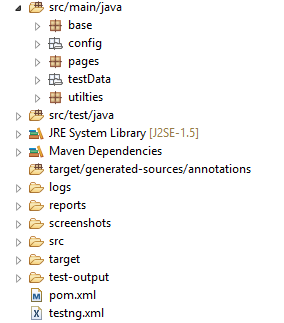 src/main/java
base
config
pages
testData
utilties
src/test/java
JRE System Library [J2SE-1.5]
Maven Dependencies
target/generated-sources/annotations
logs
reports
screenshots
src
target
test-output
pom.xml
testng.xml